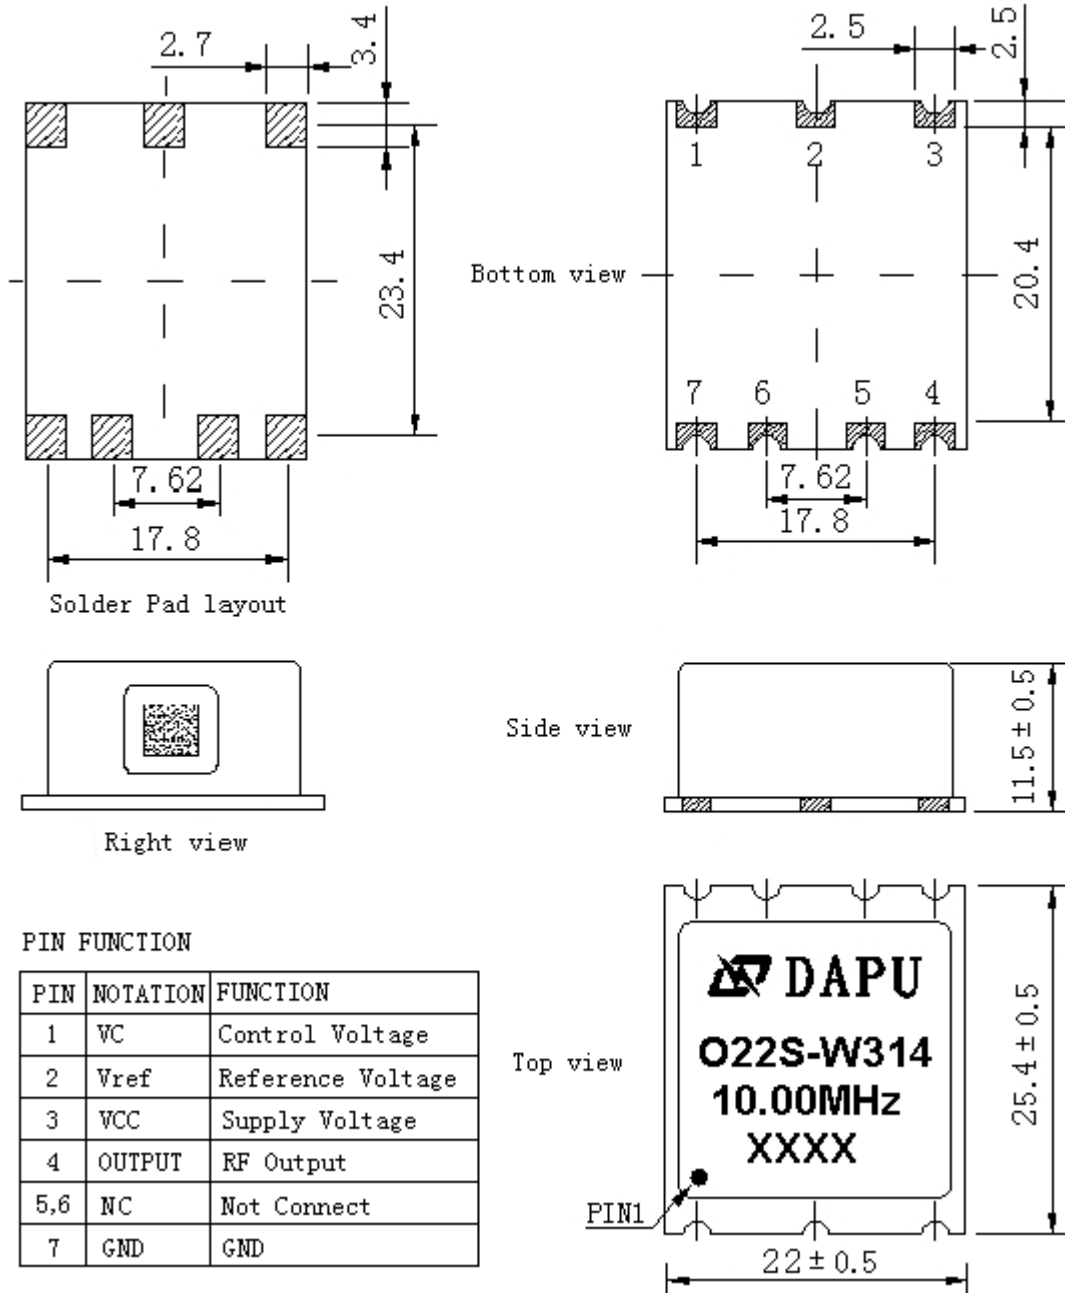 2.7
3.4
23.4
7.62
17.8
Solder Pad layout
2.5
2.5
1 2 3
Bottom view
20.4
7 6 5 4
7.62
17.8
Right view
Side view
11.5±0.5
PIN FUNCTION
PIN NOTATION FUNCTION
1 VC Control Voltage
2 Vref Reference Voltage
3 VCC Supply Voltage
4 OUTPUT RF Output
5,6 NC Not Connect
7 GND GND
Top view
DAPU
O22S-W314
10.00MHz
XXXX
PIN1
25.4±0.5
22±0.5